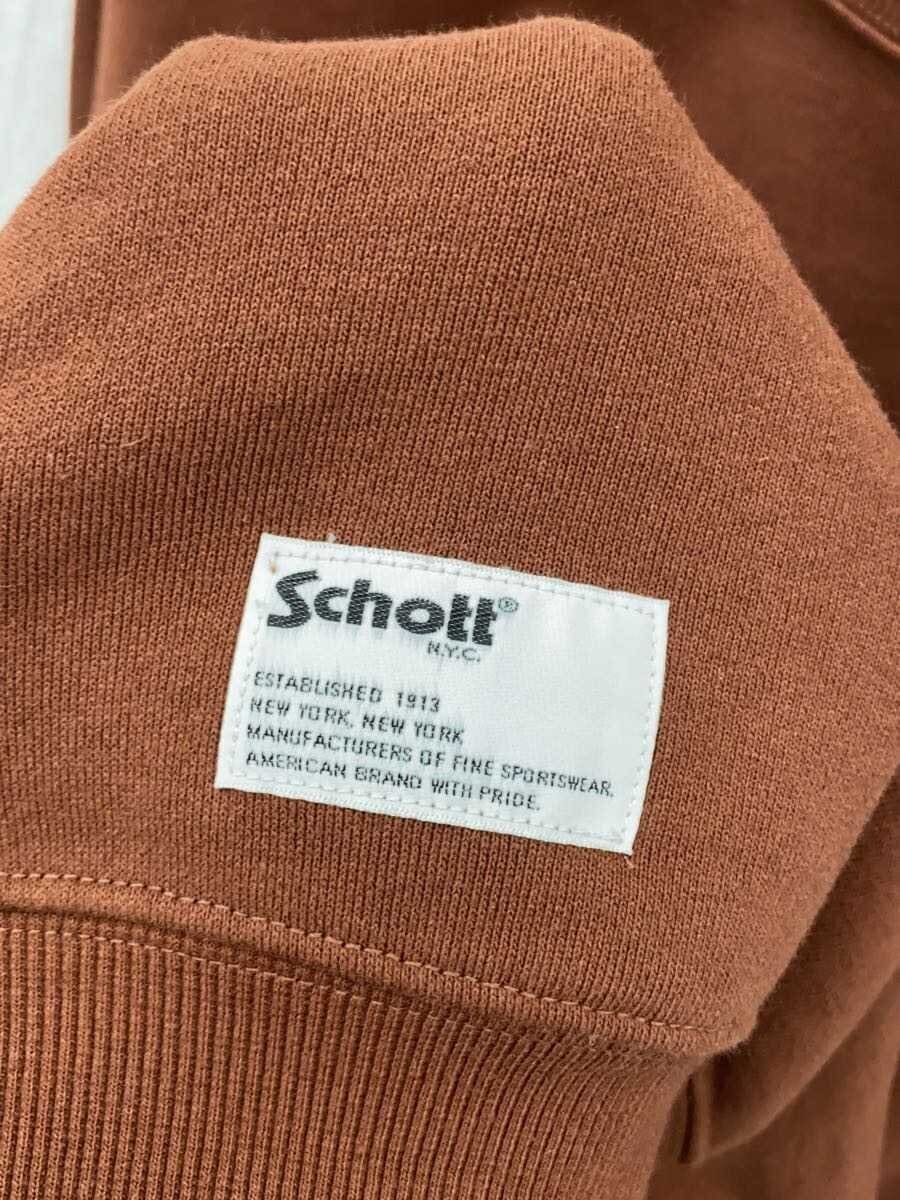 Schott®
N.Y.C.
ESTABLISHED 1913
NEW YORK, NEW YORK
MANUFACTURERS OF FINE SPORTSWEAR.
AMERICAN BRAND WITH PRIDE.